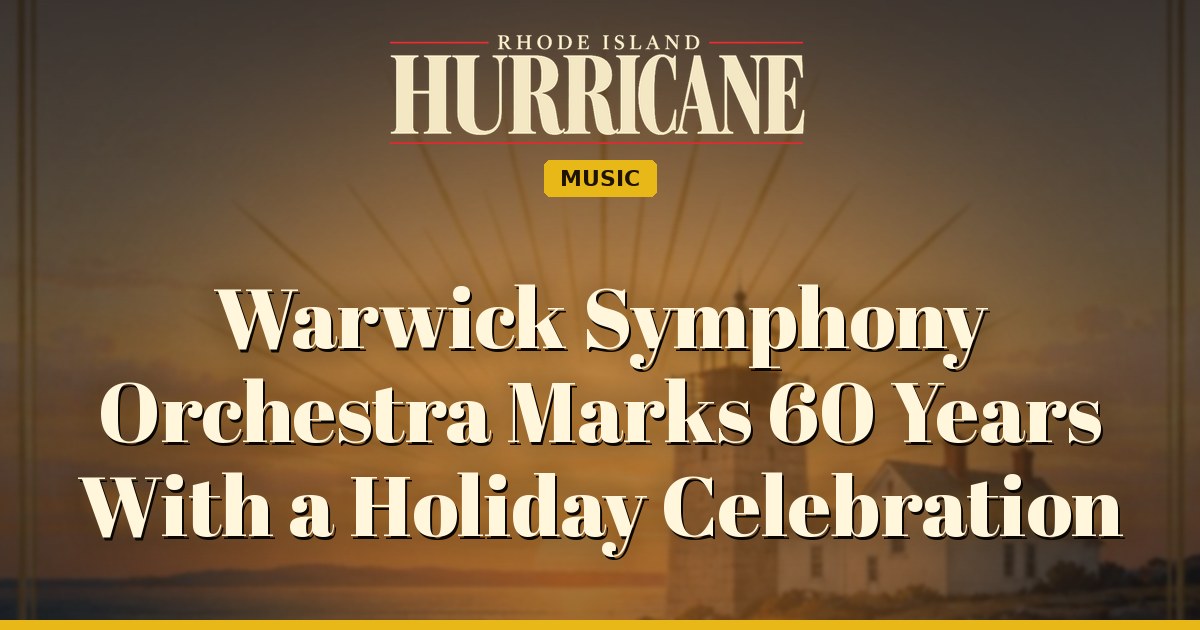 RHODE ISLAND
HURRICANE
MUSIC
Warwick Symphony
Orchestra Marks 60 Years
With a Holiday Celebration